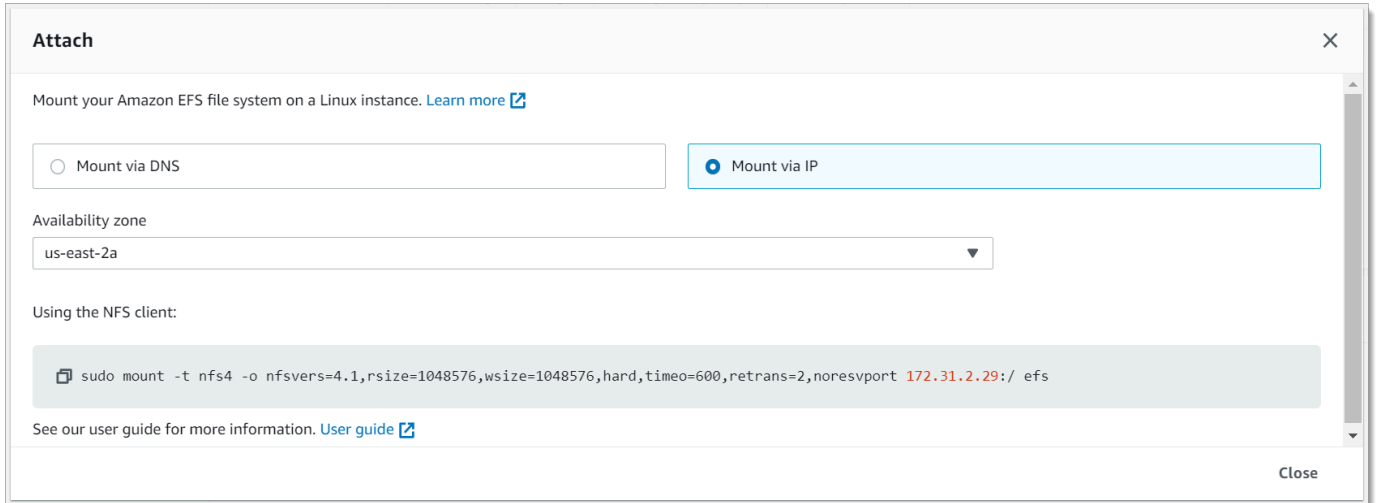 Attach
Mount your Amazon EFS file system on a Linux instance. Learn more
Mount via DNS
Mount via IP
Availability zone
us-east-2a
Using the NFS client:
sudo mount -t nfs4 -o nfsvers=4.1,rsize=1048576,wsize=1048576,hard,timeo=600,retrans=2,noresvport 172.31.2.29:/ efs
See our user guide for more information. User guide
Close